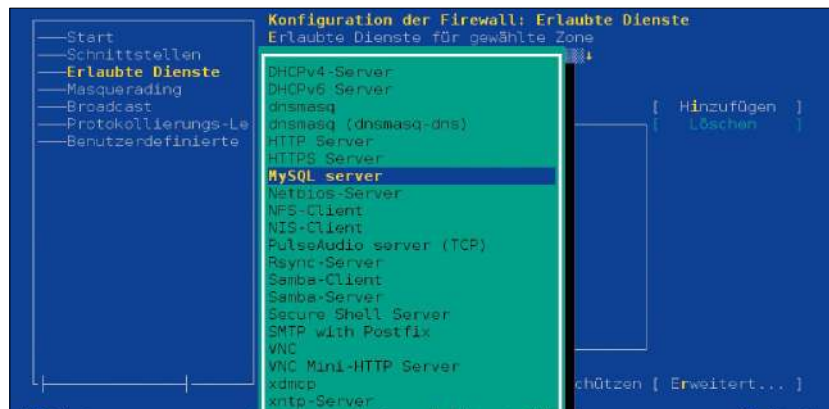 Konfiguration der Firewall: Erlaubte Dienste
Erlaubte Dienste für gewählte Zone
Start
Schnittstellen
Erlaubte Dienste
Masquerading
Broadcast
Protokollierungs-Le
Benutzerdefinierte
DHCPv4-Server
DHCPv6 Server
dnsmasq
dnsmasq (dnsmasq-dns)
HTTP Server
HTTPS Server
MySQL server
Netbios-Server
NFS-Client
NIS-Client
PulseAudio server (TCP)
Rsync-Server
Samba-Client
Samba-Server
Secure Shell Server
SMTP with Postfix
VNC
VNC Mini-HTTP Server
xdmcp
xntp-Server
[ Hinzufügen ]
[ Löschen ]
chützen [ Erweitert... ]